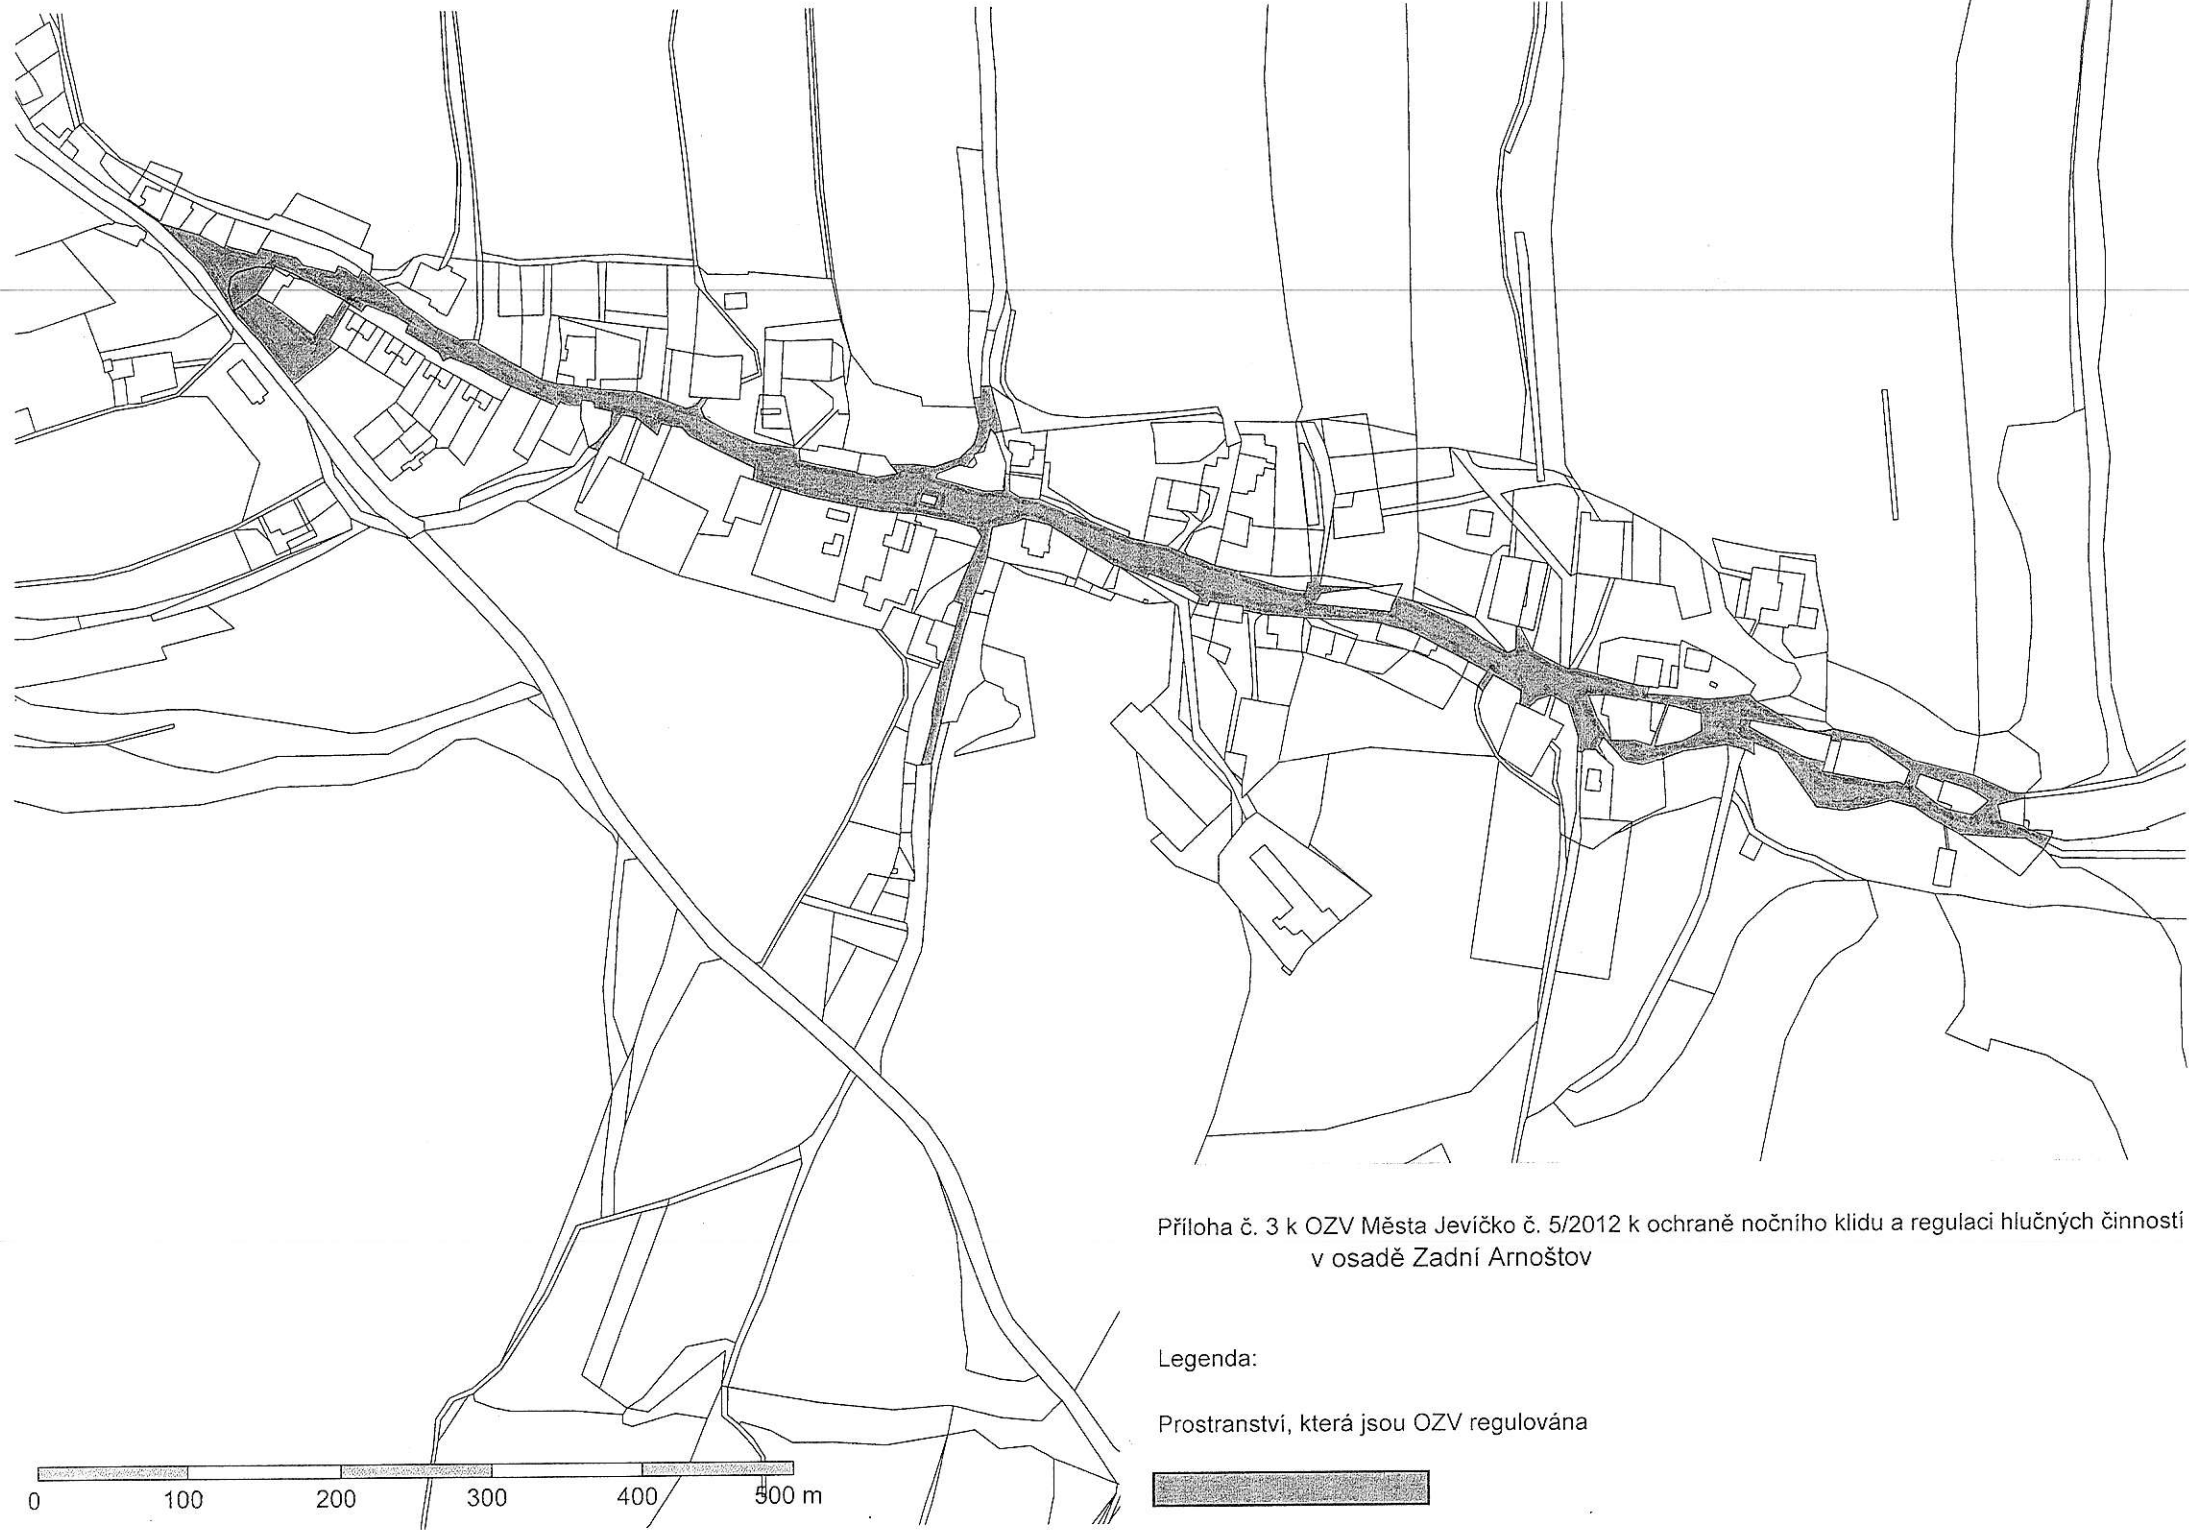 Příloha č. 3 k OZV Města Jevíčko č. 5/2012 k ochraně nočního klidu a regulaci hlučných činností
v osadě Zadní Arnoštov
Legenda:
Prostranství, která jsou OZV regulována
0 100 200 300 400 500 m